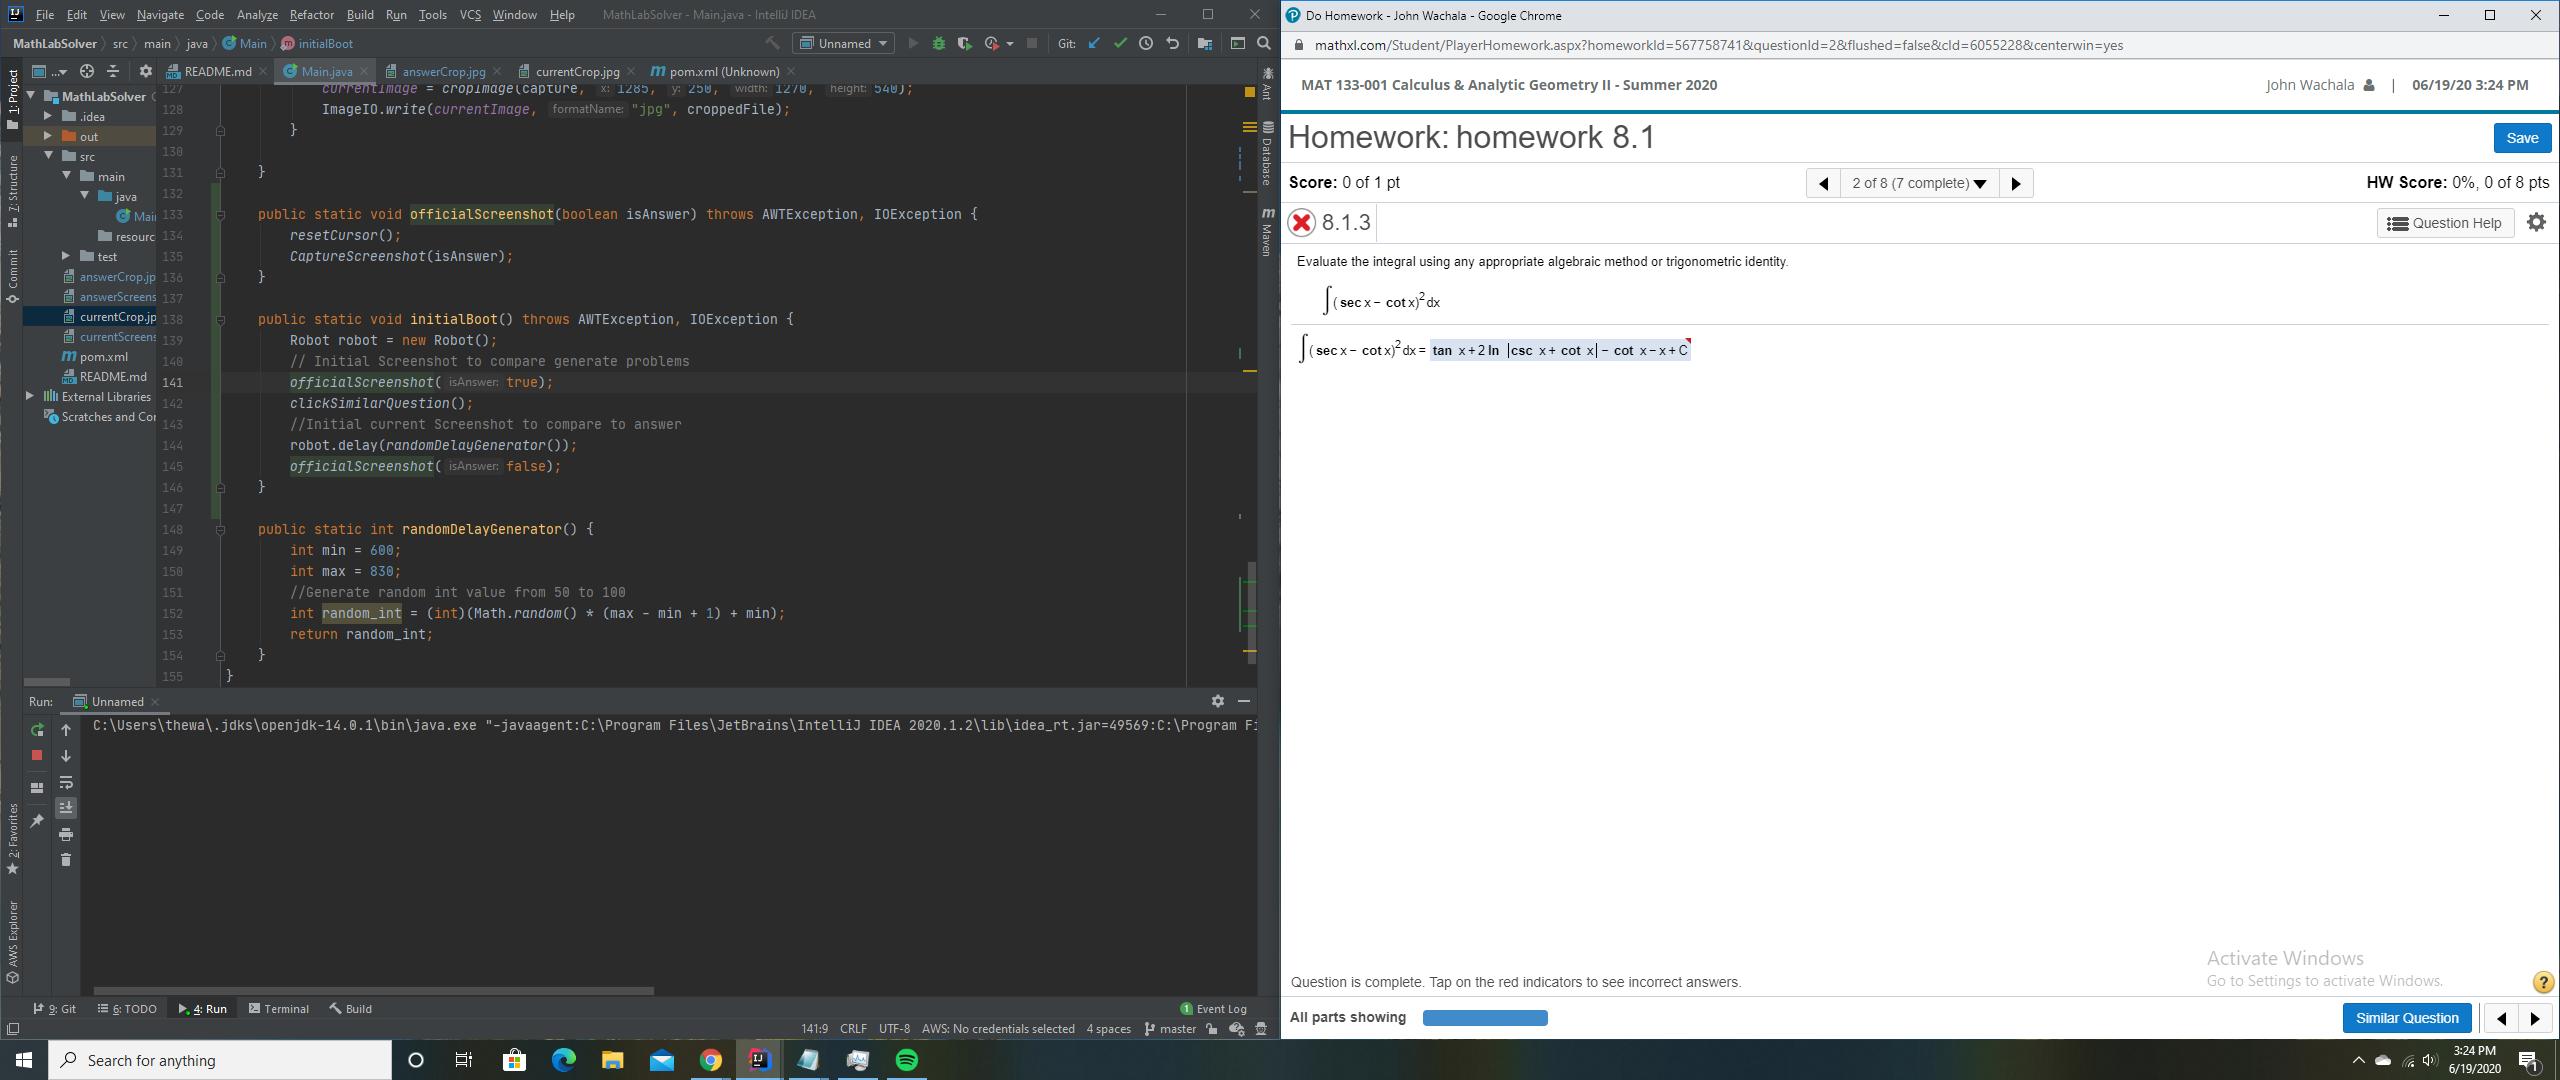 File Edit View Navigate Code Analyze Refactor Build Run Tools VCS Window Help MathLabSolver - Main.java - IntelliJ IDEA
MathLabSolver src main java Main initialBoot Unnamed Git:
README.md Main.java answerCrop.jpg currentCrop.jpg pom.xml (Unknown)
1: Project
7: Structure
Commit
2: Favorites
AWS Explorer
MathLabSolver
.idea
out
src
main
java
Mai
resourc
test
answerCrop.jp
answerScreens
currentCrop.jp
currentScreens
pom.xml
README.md
External Libraries
Scratches and Cor
127 currentImage = cropImage(capture, x: 1285, y: 250, width: 1270, height: 540);
128 ImageIO.write(currentImage, formatName: "jpg", croppedFile);
129 }
130
131 }
132
133 public static void officialScreenshot(boolean isAnswer) throws AWTException, IOException {
134 resetCursor();
135 CaptureScreenshot(isAnswer);
136 }
137
138 public static void initialBoot() throws AWTException, IOException {
139 Robot robot = new Robot();
140 // Initial Screenshot to compare generate problems
141 officialScreenshot( isAnswer: true);
142 clickSimilarQuestion();
143 //Initial current Screenshot to compare to answer
144 robot.delay(randomDelayGenerator());
145 officialScreenshot( isAnswer: false);
146 }
147
148 public static int randomDelayGenerator() {
149 int min = 600;
150 int max = 830;
151 //Generate random int value from 50 to 100
152 int random_int = (int)(Math.random() * (max - min + 1) + min);
153 return random_int;
154 }
155 }
Ant
Database
Maven
Run: Unnamed
C:\Users\thewa\.jdks\openjdk-14.0.1\bin\java.exe "-javaagent:C:\Program Files\JetBrains\IntelliJ IDEA 2020.1.2\lib\idea_rt.jar=49569:C:\Program Fi
9: Git 6: TODO 4: Run Terminal Build 1 Event Log
141:9 CRLF UTF-8 AWS: No credentials selected 4 spaces master
Do Homework - John Wachala - Google Chrome
mathxl.com/Student/PlayerHomework.aspx?homeworkId=567758741&questionId=2&flushed=false&cId=6055228&centerwin=yes
MAT 133-001 Calculus & Analytic Geometry II - Summer 2020 John Wachala | 06/19/20 3:24 PM
Homework: homework 8.1 Save
Score: 0 of 1 pt 2 of 8 (7 complete) HW Score: 0%, 0 of 8 pts
8.1.3 Question Help
Evaluate the integral using any appropriate algebraic method or trigonometric identity.
∫(sec x − cot x)² dx
∫(sec x − cot x)² dx = tan x + 2 ln |csc x + cot x| − cot x − x + C
Activate Windows
Go to Settings to activate Windows.
Question is complete. Tap on the red indicators to see incorrect answers. ?
All parts showing Similar Question
Search for anything
3:24 PM
6/19/2020
1